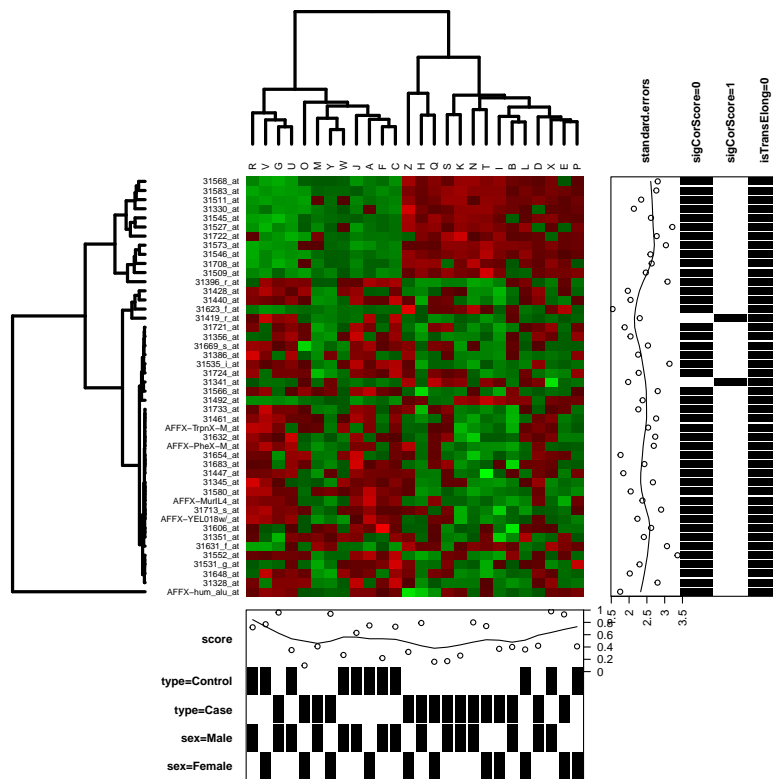 standard.errors
sigCorScore=0
sigCorScore=1
isTransElong=0
R V G U O M Y W J A F C Z H Q S K N T I B L D X E P
31568_at
31583_at
31511_at
31330_at
31545_at
31527_at
31722_at
31573_at
31546_at
31708_at
31509_at
31396_r_at
31428_at
31440_at
31623_f_at
31419_r_at
31721_at
31356_at
31669_s_at
31386_at
31535_i_at
31724_at
31341_at
31566_at
31492_at
31733_at
31461_at
AFFX−TrpnX−M_at
31632_at
AFFX−PheX−M_at
31654_at
31683_at
31447_at
31345_at
31580_at
AFFX−MurIL4_at
31713_s_at
AFFX−YEL018w/_at
31606_at
31351_at
31631_f_at
31552_at
31531_g_at
31648_at
31328_at
AFFX−hum_alu_at
1.5 2 2.5 3 3.5
score
0 0.2 0.4 0.6 0.8 1
type=Control
type=Case
sex=Male
sex=Female